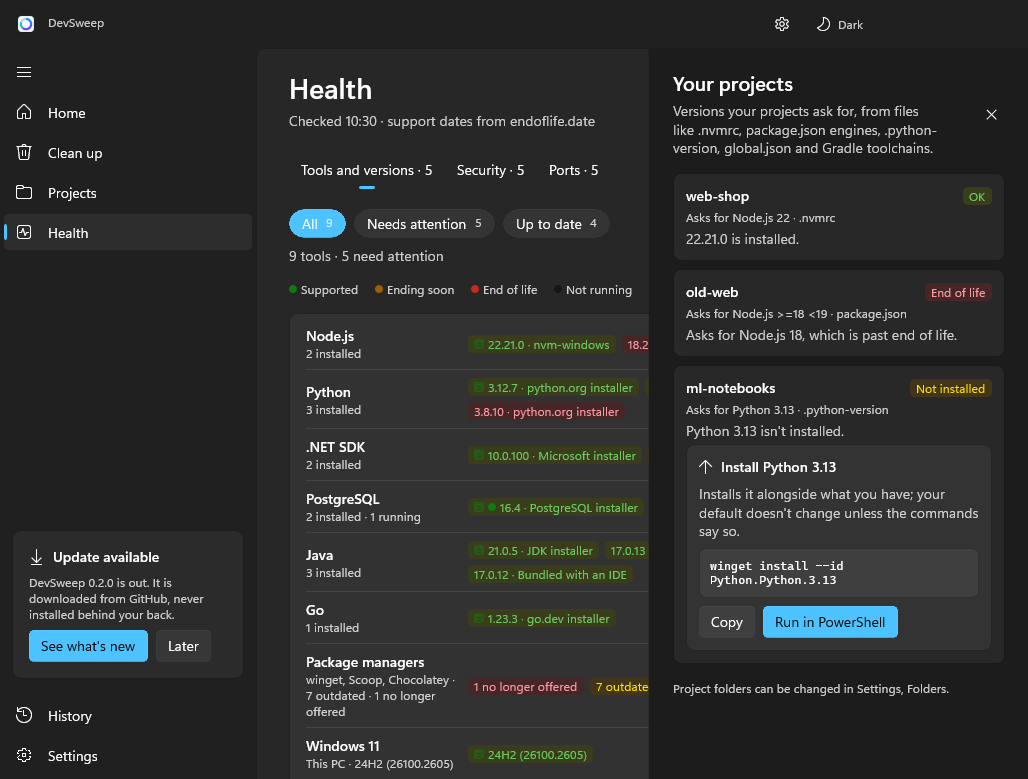 DevSweep
Dark
Home
Clean up
Projects
Health
Update available
DevSweep 0.2.0 is out. It is
downloaded from GitHub, never
installed behind your back.
See what's new
Later
History
Settings
Health
Checked 10:30 · support dates from endoflife.date
Tools and versions · 5
Security · 5
Ports · 5
All 9
Needs attention 5
Up to date 4
9 tools · 5 need attention
Supported
Ending soon
End of life
Not running
Node.js
2 installed
22.21.0 · nvm-windows
18.2
Python
3 installed
3.12.7 · python.org installer
3.8.10 · python.org installer
.NET SDK
2 installed
10.0.100 · Microsoft installer
PostgreSQL
2 installed · 1 running
16.4 · PostgreSQL installer
Java
3 installed
21.0.5 · JDK installer
17.0.13
17.0.12 · Bundled with an IDE
Go
1 installed
1.23.3 · go.dev installer
Package managers
winget, Scoop, Chocolatey ·
7 outdated · 1 no longer
offered
1 no longer offered
7 outdate
Windows 11
This PC · 24H2 (26100.2605)
24H2 (26100.2605)
Your projects
Versions your projects ask for, from files
like .nvmrc, package.json engines, .python-
version, global.json and Gradle toolchains.
web-shop
OK
Asks for Node.js 22 · .nvmrc
22.21.0 is installed.
old-web
End of life
Asks for Node.js >=18 <19 · package.json
Asks for Node.js 18, which is past end of life.
ml-notebooks
Not installed
Asks for Python 3.13 · .python-version
Python 3.13 isn't installed.
Install Python 3.13
Installs it alongside what you have; your
default doesn't change unless the commands
say so.
winget install --id
Python.Python.3.13
Copy
Run in PowerShell
Project folders can be changed in Settings, Folders.